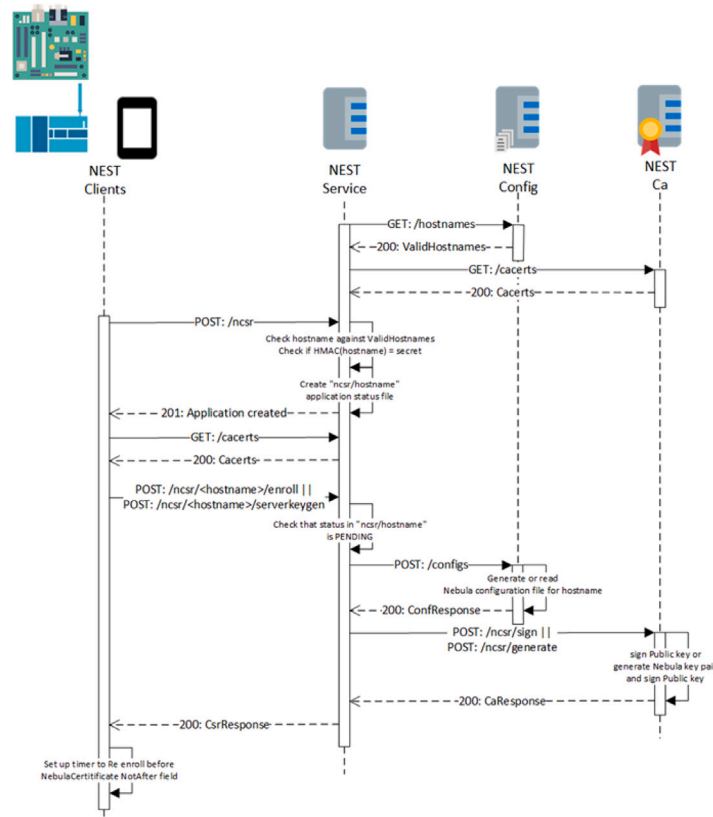 NEST
Clients
NEST
Service
NEST
Config
NEST
Ca
GET: /hostnames
200: ValidHostnames
GET: /cacerts
200: Cacerts
POST: /ncsr
Check hostname against ValidHostnames
Check if HMAC(hostname) = secret
Create "ncsr/hostname"
application status file
201: Application created
GET: /cacerts
200: Cacerts
POST: /ncsr/<hostname>/enroll ||
POST: /ncsr/<hostname>/serverkeygen
Check that status in "ncsr/hostname"
is PENDING
POST: /configs
Generate or read
Nebula configuration file for hostname
200: ConfResponse
POST: /ncsr/sign ||
POST: /ncsr/generate
sign Public key or
generate Nebula key pai
and sign Public key
200: CaResponse
200: CsrResponse
Set up timer to Re enroll before
NebulaCertitificate NotAfter field